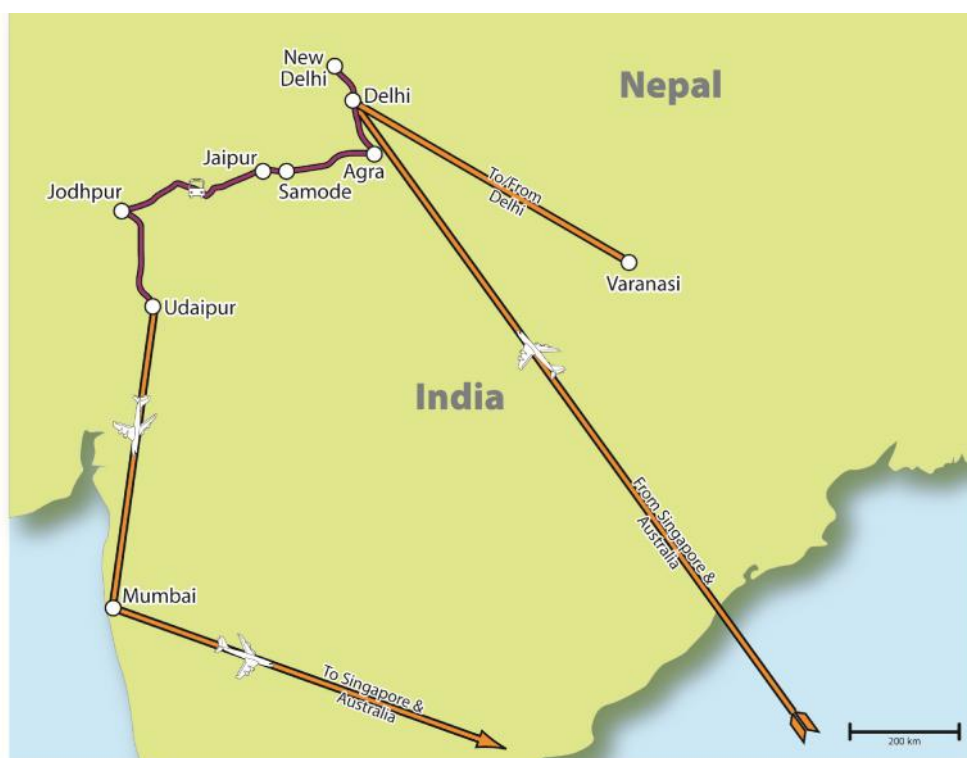 New
Delhi
Delhi
Nepal
Jaipur
Samode
Agra
Jodhpur
To/From
Delhi
Varanasi
Udaipur
India
From Singapore &
Australia
Mumbai
To Singapore &
Australia
200 km